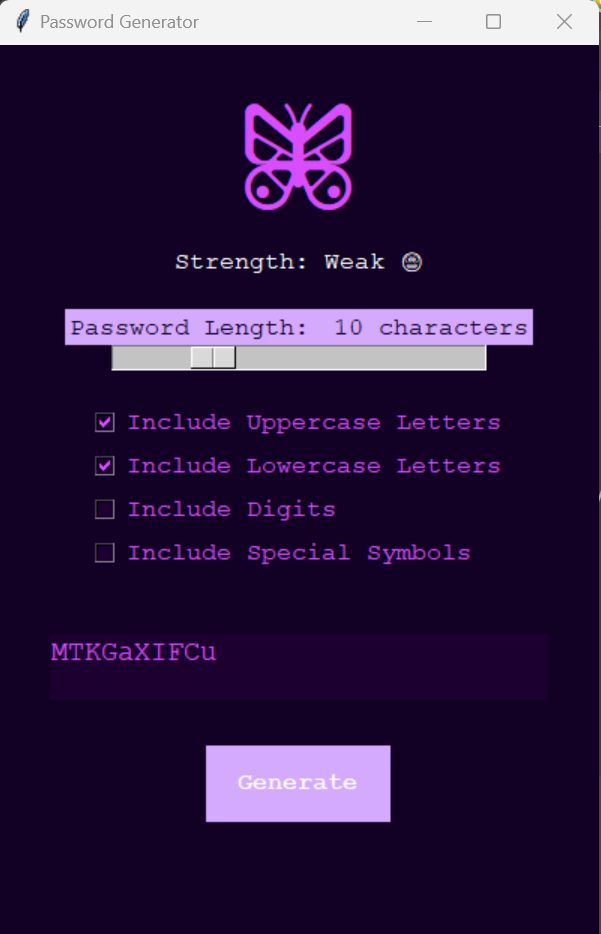 Password Generator
Strength: Weak
Password Length: 10 characters
Include Uppercase Letters
Include Lowercase Letters
Include Digits
Include Special Symbols
MTKGaXIFCu
Generate